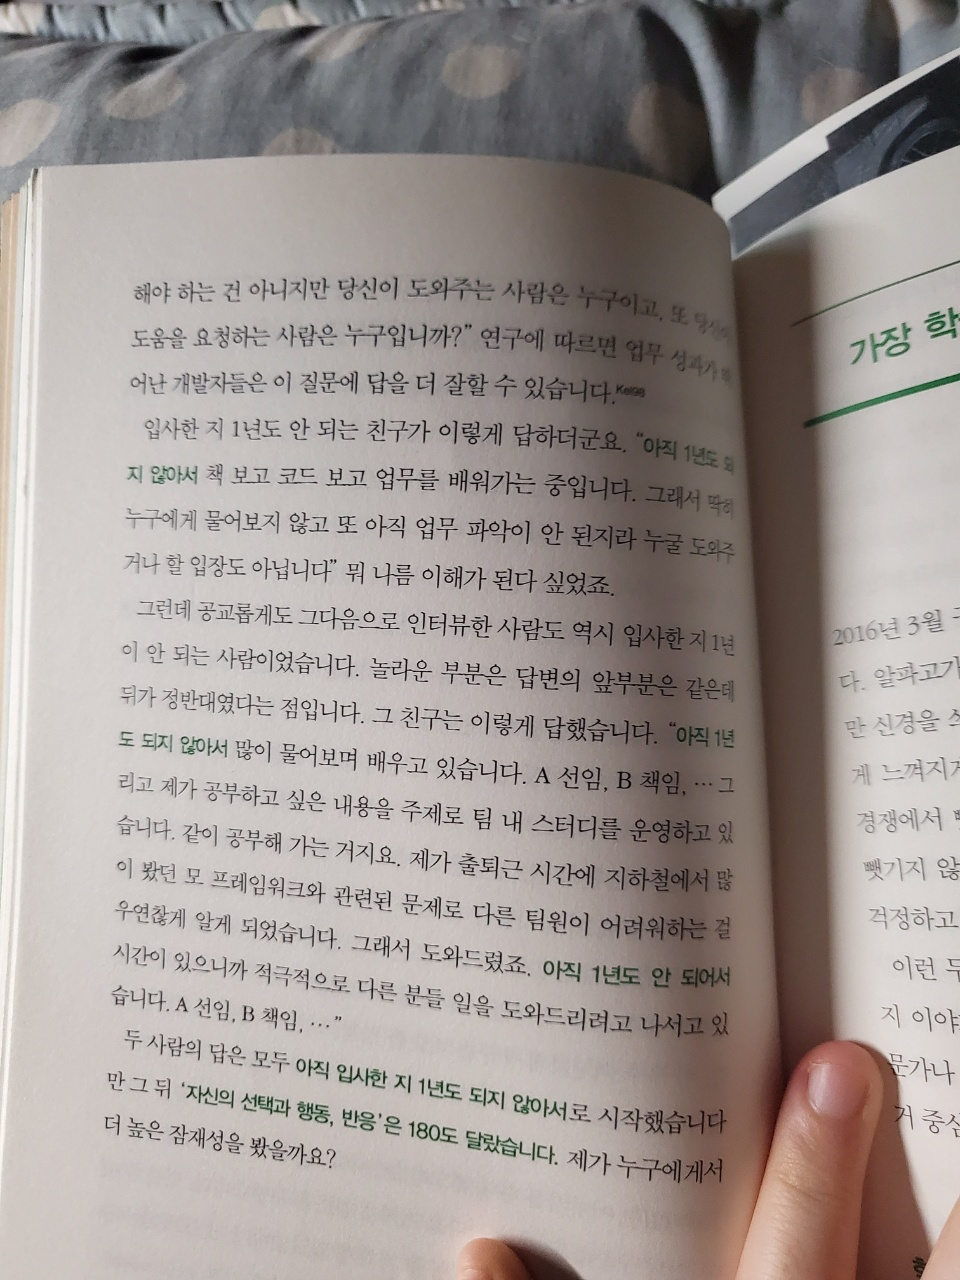 해야 하는 건 아니지만 당신이 도와주는 사람은 누구이고, 또 당신이
도움을 요청하는 사람은 누구입니까?” 연구에 따르면 업무 성과가
어난 개발자들은 이 질문에 답을 더 잘할 수 있습니다.
입사한 지 1년도 안 되는 친구가 이렇게 답하더군요. “아직 1년도 되
지 않아서 책 보고 코드 보고 업무를 배워가는 중입니다. 그래서 딱히
누구에게 물어보지 않고 또 아직 업무 파악이 안 된지라 누굴 도와주
거나 할 입장도 아닙니다” 뭐 나름 이해가 된다 싶었죠.
그런데 공교롭게도 그다음으로 인터뷰한 사람도 역시 입사한 지 1년
이 안 되는 사람이었습니다. 놀라운 부분은 답변의 앞부분은 같은데
뒤가 정반대였다는 점입니다. 그 친구는 이렇게 답했습니다. “아직 1년
도 되지 않아서 많이 물어보며 배우고 있습니다. A 선임, B 책임, … 그
리고 제가 공부하고 싶은 내용을 주제로 팀 내 스터디를 운영하고 있
습니다. 같이 공부해 가는 거지요. 제가 출퇴근 시간에 지하철에서 많
이 봤던 모 프레임워크와 관련된 문제로 다른 팀원이 어려워하는 걸
우연찮게 알게 되었습니다. 그래서 도와드렸죠. 아직 1년도 안 되어서
시간이 있으니까 적극적으로 다른 분들 일을 도와드리려고 나서고 있
습니다. A 선임, B 책임, …”
두 사람의 답은 모두 아직 입사한 지 1년도 되지 않아서로 시작했습니다
만 그 뒤 ‘자신의 선택과 행동, 반응’은 180도 달랐습니다. 제가 누구에게서
더 높은 잠재성을 봤을까요?
가장
2016년 3월
다. 알파고가
만 신경을
게 느껴지
경쟁에서
뺏기지 않
걱정하고
이런 두
지 이야
문가나
거 중심